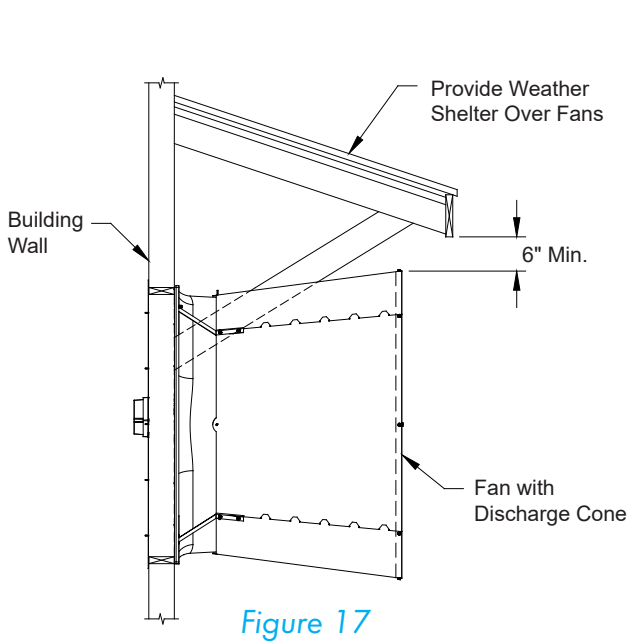 Provide Weather
Shelter Over Fans
Building
Wall
6" Min.
Fan with
Discharge Cone
Figure 17